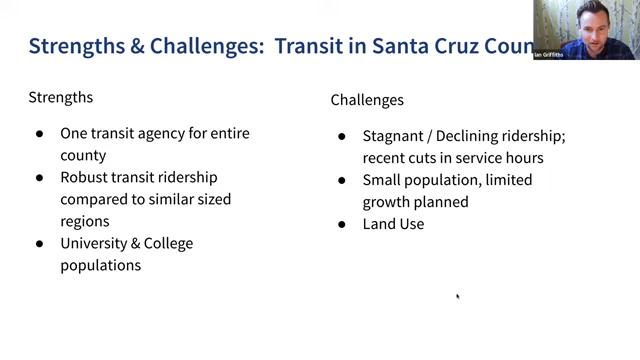 Strengths & Challenges: Transit in Santa Cruz Coun
lan Griffiths
Strengths
● One transit agency for entire
county
● Robust transit ridership
compared to similar sized
regions
● University & College
populations
Challenges
● Stagnant / Declining ridership;
recent cuts in service hours
● Small population, limited
growth planned
● Land Use